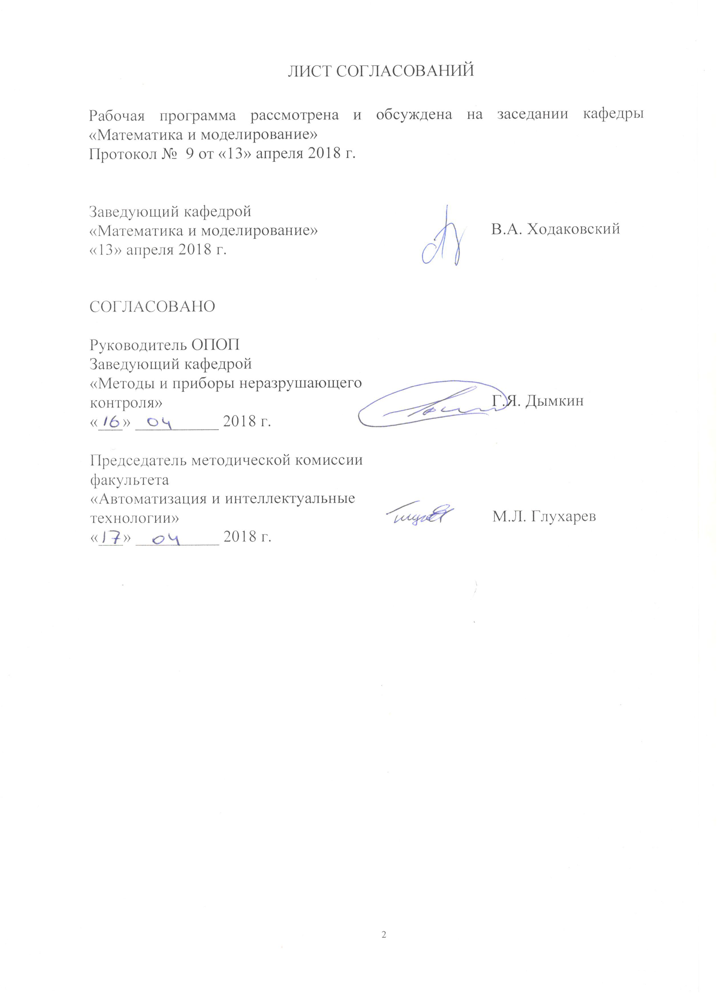 ЛИСТ СОГЛАСОВАНИЙ
Рабочая программа рассмотрена и обсуждена на заседании кафедры
«Математика и моделирование»
Протокол № 9 от «13» апреля 2018 г.
Заведующий кафедрой
«Математика и моделирование»
В.А. Ходаковский
«13» апреля 2018 г.
СОГЛАСОВАНО
Руководитель ОПОП
Заведующий кафедрой
«Методы и приборы неразрушающего
контроля»
Г.Я. Дымкин
«16» 04 2018 г.
Председатель методической комиссии
факультета
«Автоматизация и интеллектуальные
технологии»
М.Л. Глухарев
«17» 04 2018 г.
2